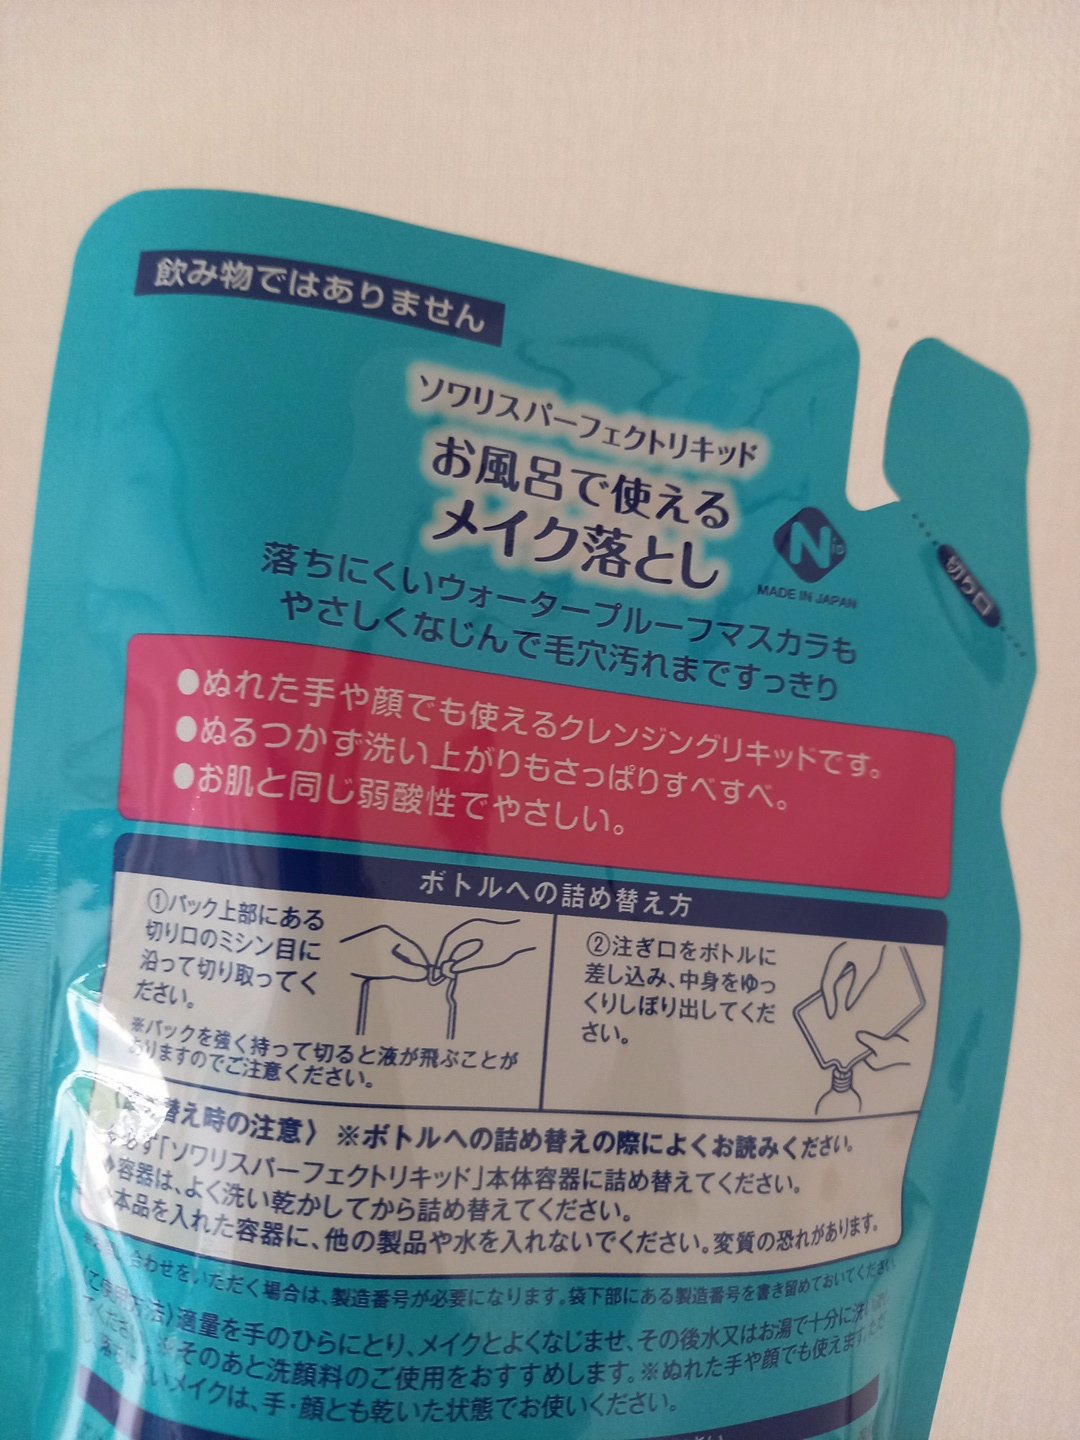 飲み物ではありません
ソワリスパーフェクトリキッド
お風呂で使える
メイク落とし
N
MADE IN JAPAN
切り口
落ちにくいウォータープルーフマスカラも
やさしくなじんで毛穴汚れまですっきり
●ぬれた手や顔でも使えるクレンジングリキッドです。
●ぬるつかず洗い上がりもさっぱりすべすべ。
●お肌と同じ弱酸性でやさしい。
ボトルへの詰め替え方
①パック上部にある
切り口のミシン目に
沿って切り取ってく
ださい。
※パックを強く持って切ると液が飛ぶことが
ありますのでご注意ください。
②注ぎ口をボトルに
差し込み、中身をゆっ
くりしぼり出してくだ
さい。
替え時の注意〉 ※ボトルへの詰め替えの際によくお読みください。
必ず「ソワリスパーフェクトリキッド」本体容器に詰め替えてください。
◆容器は、よく洗い乾かしてから詰め替えてください。
本品を入れた容器に、他の製品や水を入れないでください。変質の恐れがあります。
合わせをいただく場合は、製造番号が必要になります。袋下部にある製造番号を書き留めておいてください
使用方法〉適量を手のひらにとり、メイクとよくなじませ、その後水又はお湯で十分に洗い
てください ※そのあと洗顔料のご使用をおすすめします。※ぬれた手や顔でも使えます
落ちにくいメイクは、手・顔とも乾いた状態でお使いください。